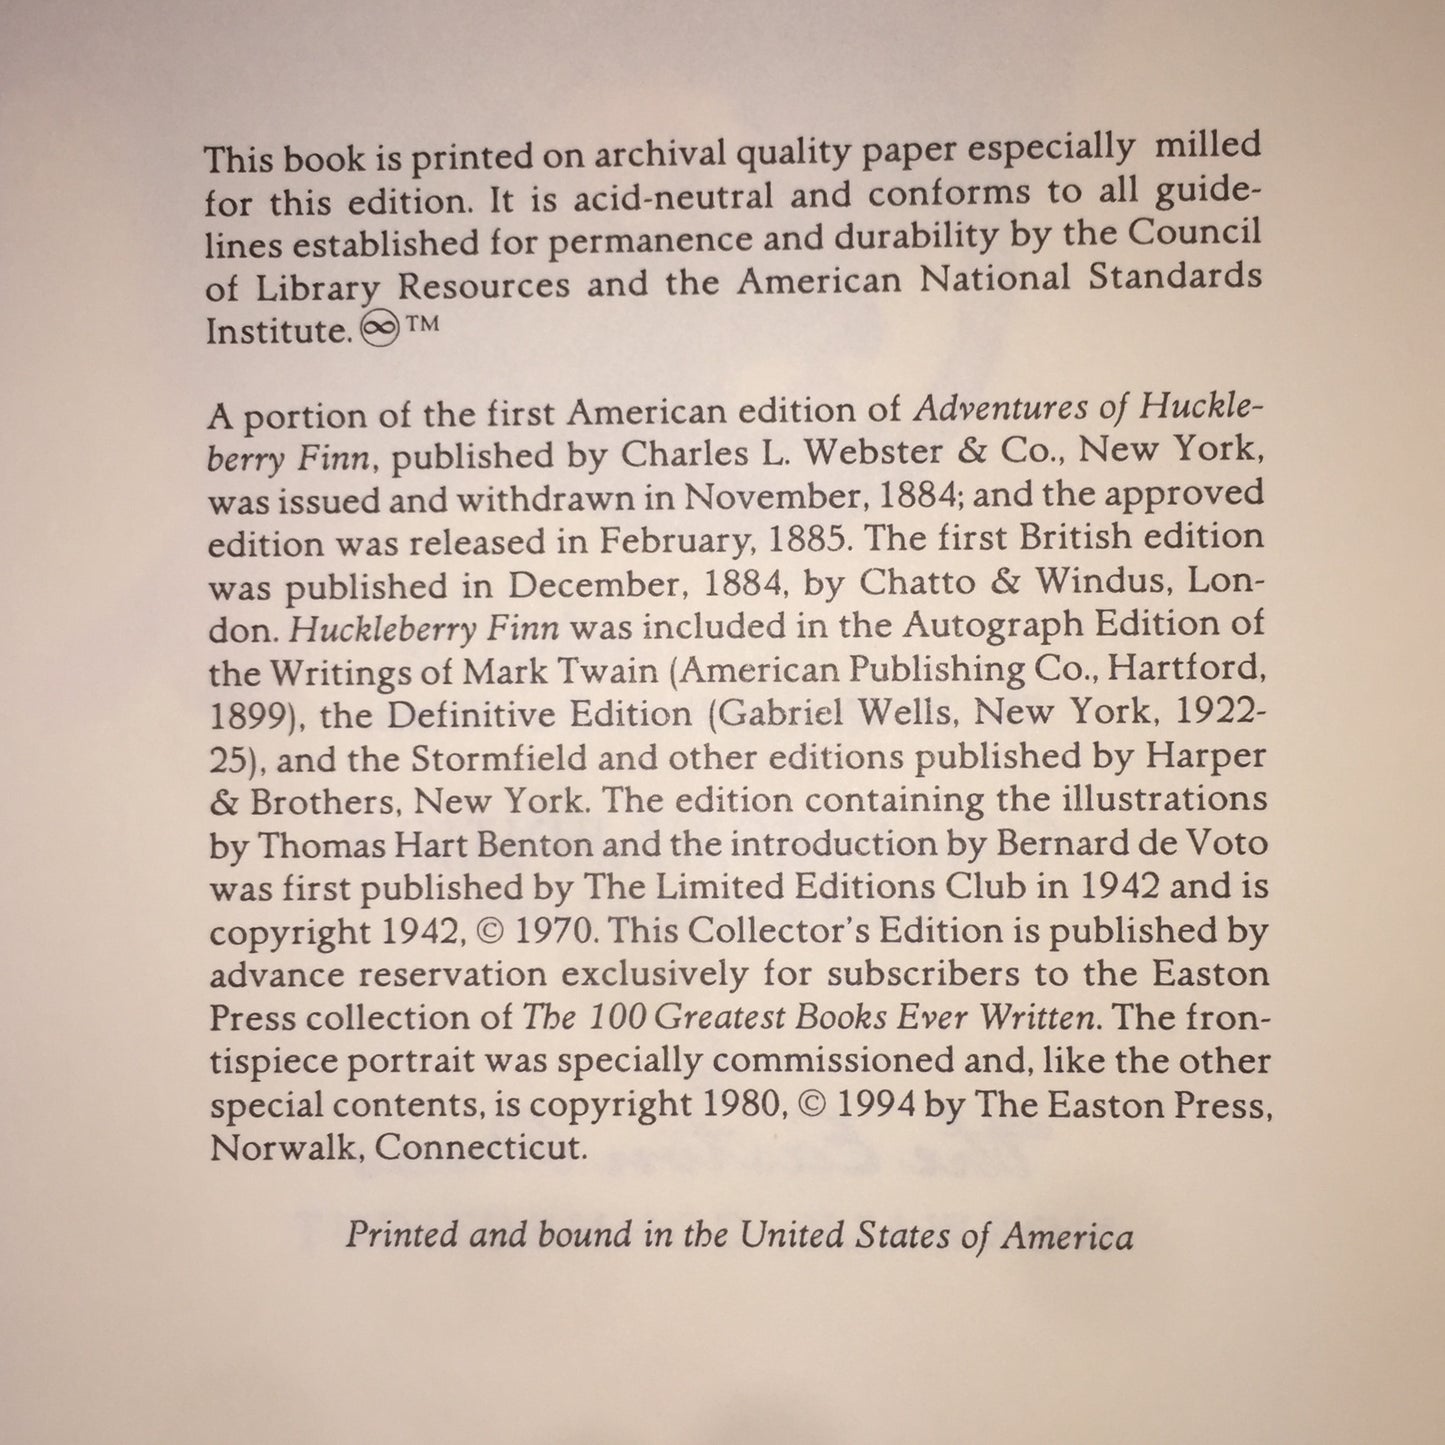 This book is printed on archival quality paper especially milled
for this edition. It is acid-neutral and conforms to all guide-
lines established for permanence and durability by the Council
of Library Resources and the American National Standards
Institute. ♾™
A portion of the first American edition of Adventures of Huckle-
berry Finn, published by Charles L. Webster & Co., New York,
was issued and withdrawn in November, 1884; and the approved
edition was released in February, 1885. The first British edition
was published in December, 1884, by Chatto & Windus, Lon-
don. Huckleberry Finn was included in the Autograph Edition of
the Writings of Mark Twain (American Publishing Co., Hartford,
1899), the Definitive Edition (Gabriel Wells, New York, 1922-
25), and the Stormfield and other editions published by Harper
& Brothers, New York. The edition containing the illustrations
by Thomas Hart Benton and the introduction by Bernard de Voto
was first published by The Limited Editions Club in 1942 and is
copyright 1942, © 1970. This Collector's Edition is published by
advance reservation exclusively for subscribers to the Easton
Press collection of The 100 Greatest Books Ever Written. The fron-
tispiece portrait was specially commissioned and, like the other
special contents, is copyright 1980, © 1994 by The Easton Press,
Norwalk, Connecticut.
Printed and bound in the United States of America